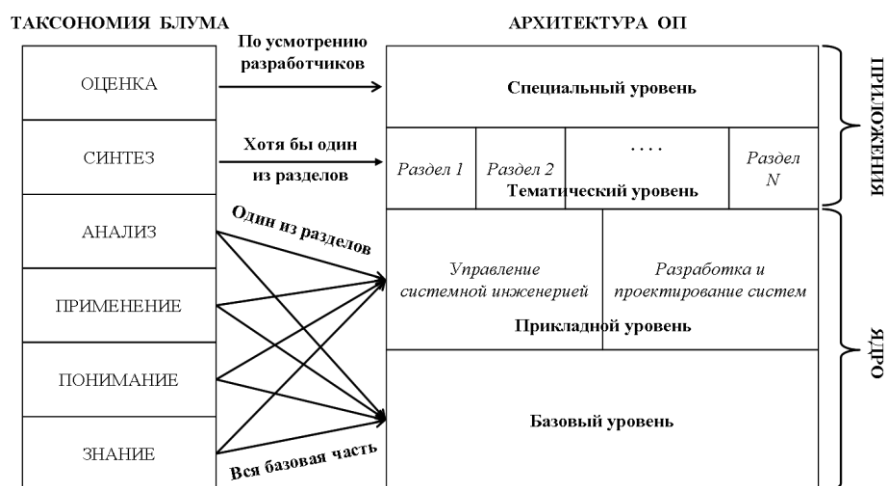 ТАКСОНОМИЯ БЛУМА
АРХИТЕКТУРА ОП
ОЦЕНКА
СИНТЕЗ
АНАЛИЗ
ПРИМЕНЕНИЕ
ПОНИМАНИЕ
ЗНАНИЕ
По усмотрению
разработчиков
Хотя бы один
из разделов
Один из разделов
Вся базовая часть
Специальный уровень
Раздел 1
Раздел 2
. . . .
Раздел
N
Тематический уровень
Управление
системной инженерией
Разработка и
проектирование систем
Прикладной уровень
Базовый уровень
ПРИЛОЖЕНИЯ
ЯДРО